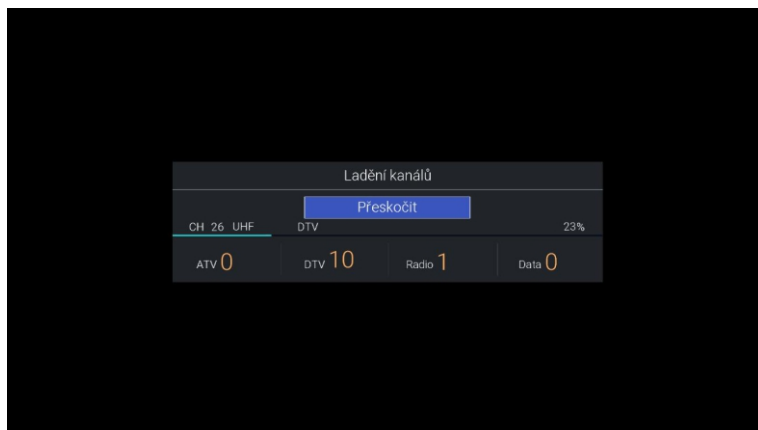 Ladění kanálů
Přeskočit
CH 26 UHF DTV 23%
ATV 0 DTV 10 Radio 1 Data 0